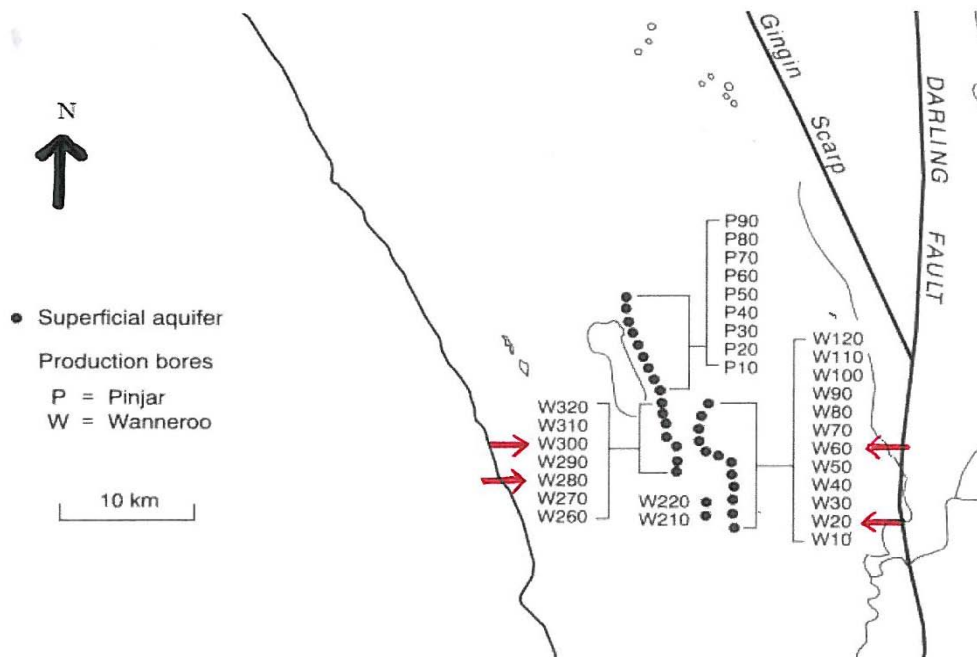 N
Gingin
Scarp
DARLING
FAULT
● Superficial aquifer
Production bores
P = Pinjar
W = Wanneroo
10 km
P90
P80
P70
P60
P50
P40
P30
P20
P10
W320
W310
W300
W290
W280
W270
W260
W220
W210
W120
W110
W100
W90
W80
W70
W60
W50
W40
W30
W20
W10